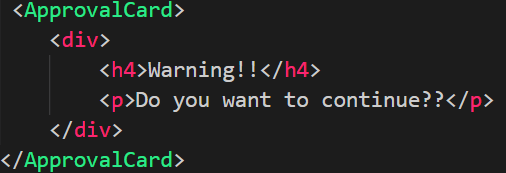 <ApprovalCard>
<div>
<h4>Warning!!</h4>
<p>Do you want to continue??</p>
</div>
</ApprovalCard>